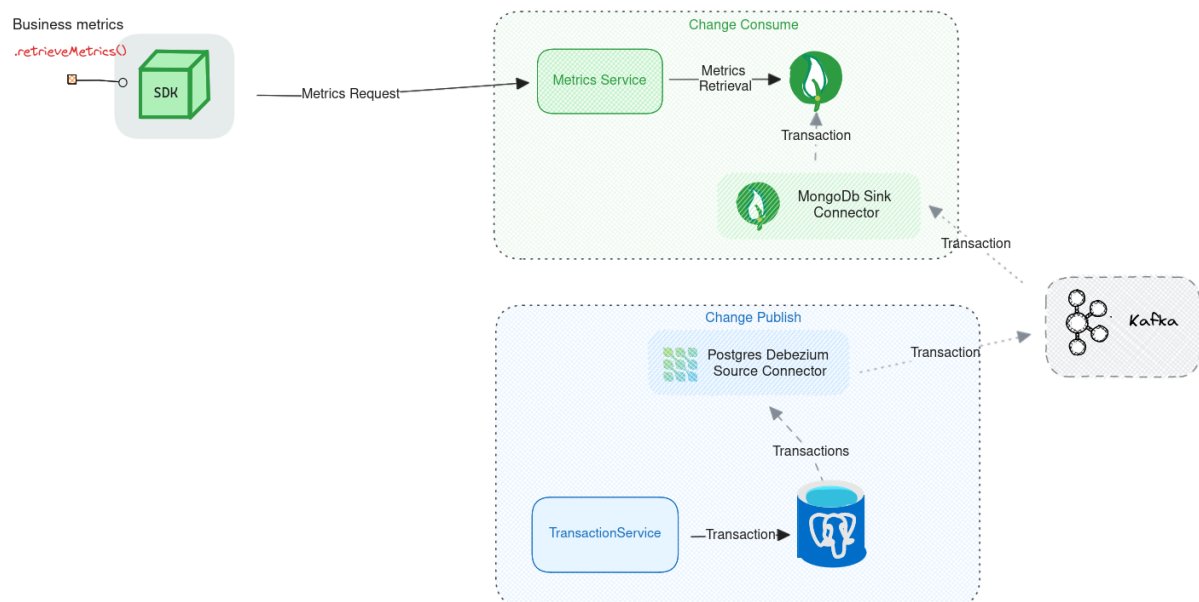 Business metrics
.retrieveMetrics()
SDK
Metrics Request
Change Consume
Metrics Service
Metrics
Retrieval
Transaction
MongoDb Sink
Connector
Transaction
Kafka
Change Publish
Postgres Debezium
Source Connector
Transaction
Transactions
TransactionService
Transaction